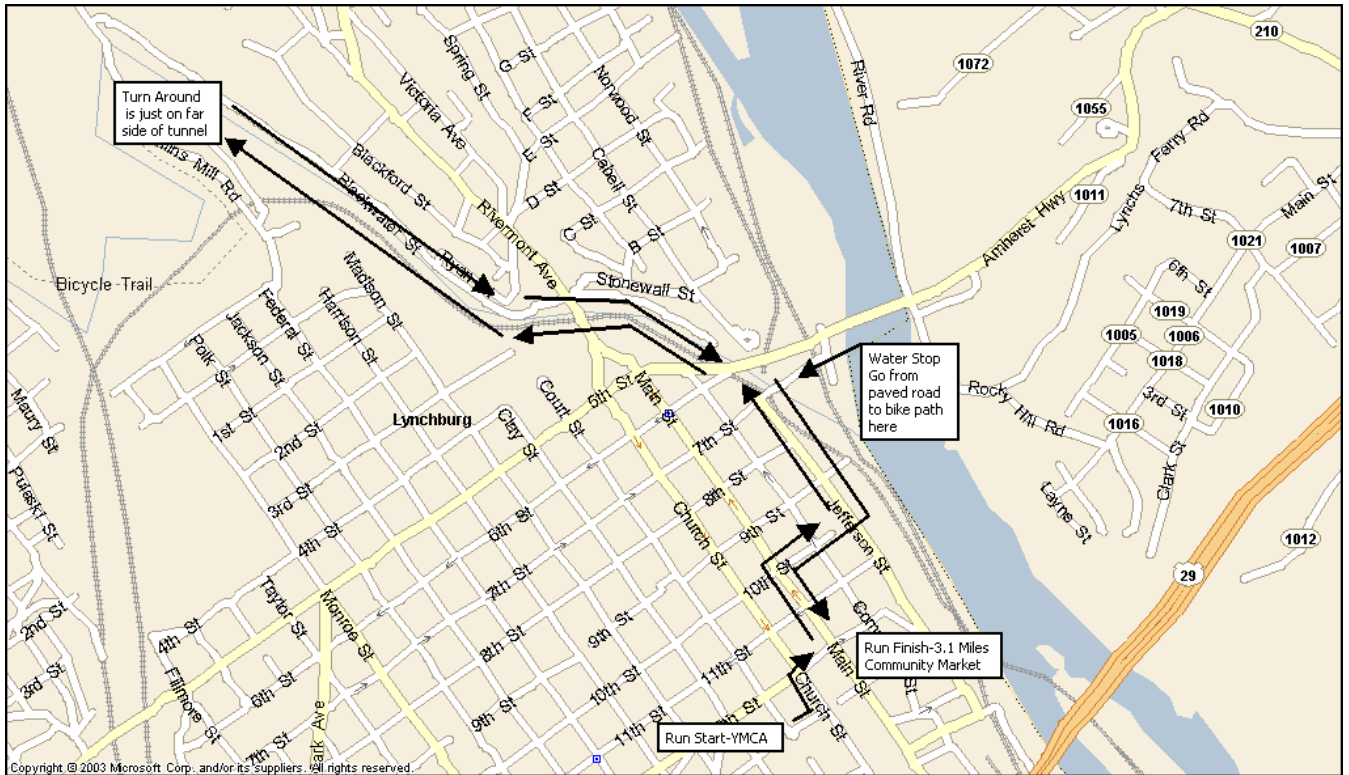 210
1072
River Rd
1055
Spring St
G St
Norwood St
Victoria Ave
F St
E St
Turn Around
is just on far
side of tunnel
Ferry Rd
Lynchs
Mill Rd
Blackford St
Cabell St
D St
1011
7th St
Main St
Amherst Hwy
1021
1007
Rivermont Ave
C St
B St
Blackwater St
Bicycle Trail
Madison St
Stonewall St
6th St
Federal St
Harrison St
Jackson St
Polk St
1019
1005
1006
1018
Water Stop
Go from
paved road
to bike path
here
Rocky Hill Rd
3rd St
1010
1016
Maury St
1st St
2nd St
Lynchburg
Court St
Clay St
5th St
Main St
7th St
Clark St
Layns St
Pulaski St
3rd St
8th St
4th St
6th St
Church St
9th St
Jefferson St
1012
29
Taylor St
Monroe St
7th St
10th St
2nd St
4th St
9th St
8th St
Run Finish-3.1 Miles
Community Market
3rd St
Fillmore St
6th St
11th St
10th St
Church St
Main St
9th St
7th St
11th St
Run Start-YMCA
Copyright © 2003 Microsoft Corp. and/or its suppliers. All rights reserved.